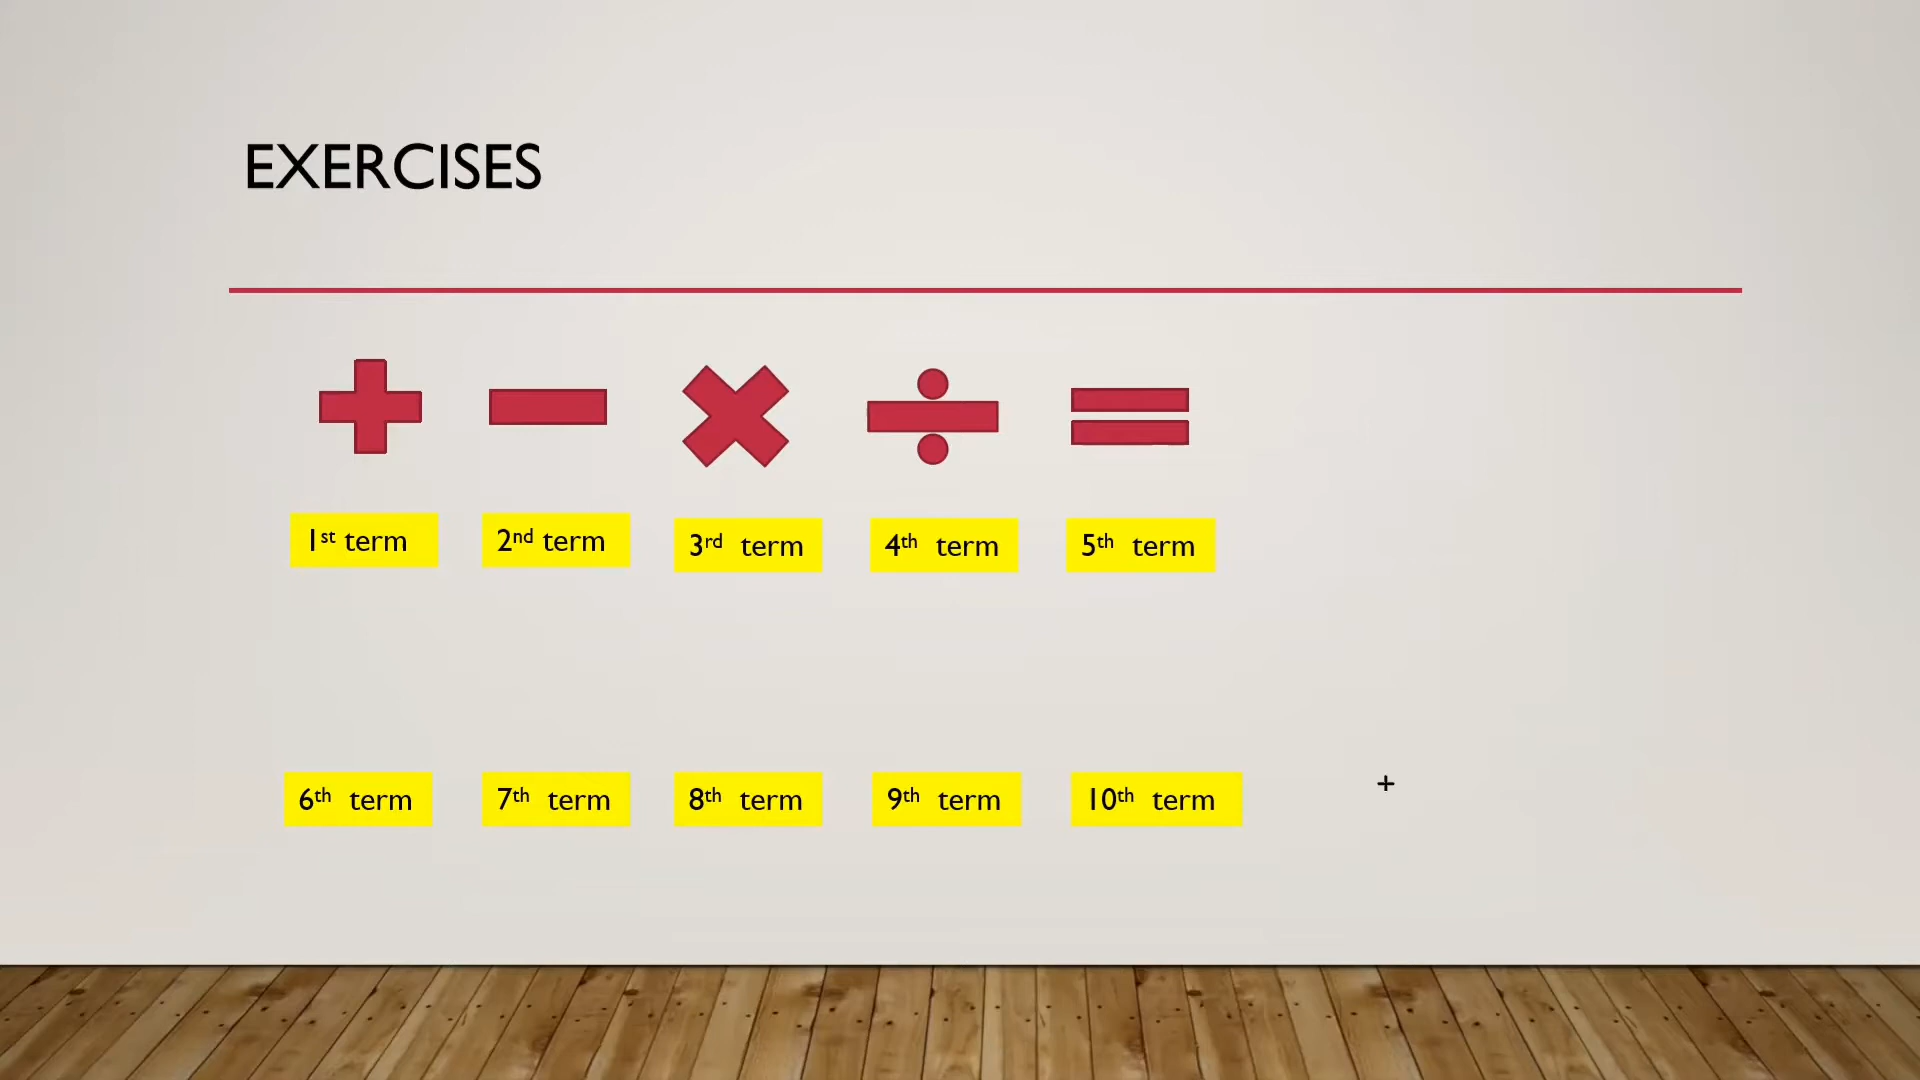 EXERCISES
1st term 2nd term 3rd term 4th term 5th term
6th term 7th term 8th term 9th term 10th term +